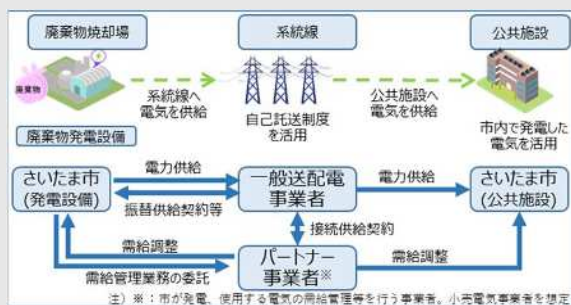 廃棄物焼却場
系統線
公共施設
廃棄物
系統線へ
電気を供給
自己託送制度
を活用
公共施設へ
電気を供給
市内で発電した
電気を活用
廃棄物発電設備
さいたま市
(発電設備)
電力供給
振替供給契約等
一般送配電
事業者
電力供給
さいたま市
(公共施設)
接続供給契約
需給調整
需給管理業務の委託
パートナー
事業者※
需給調整
注）※：市が発電、使用する電気の需給管理等を行う事業者。小売電気事業者を想定